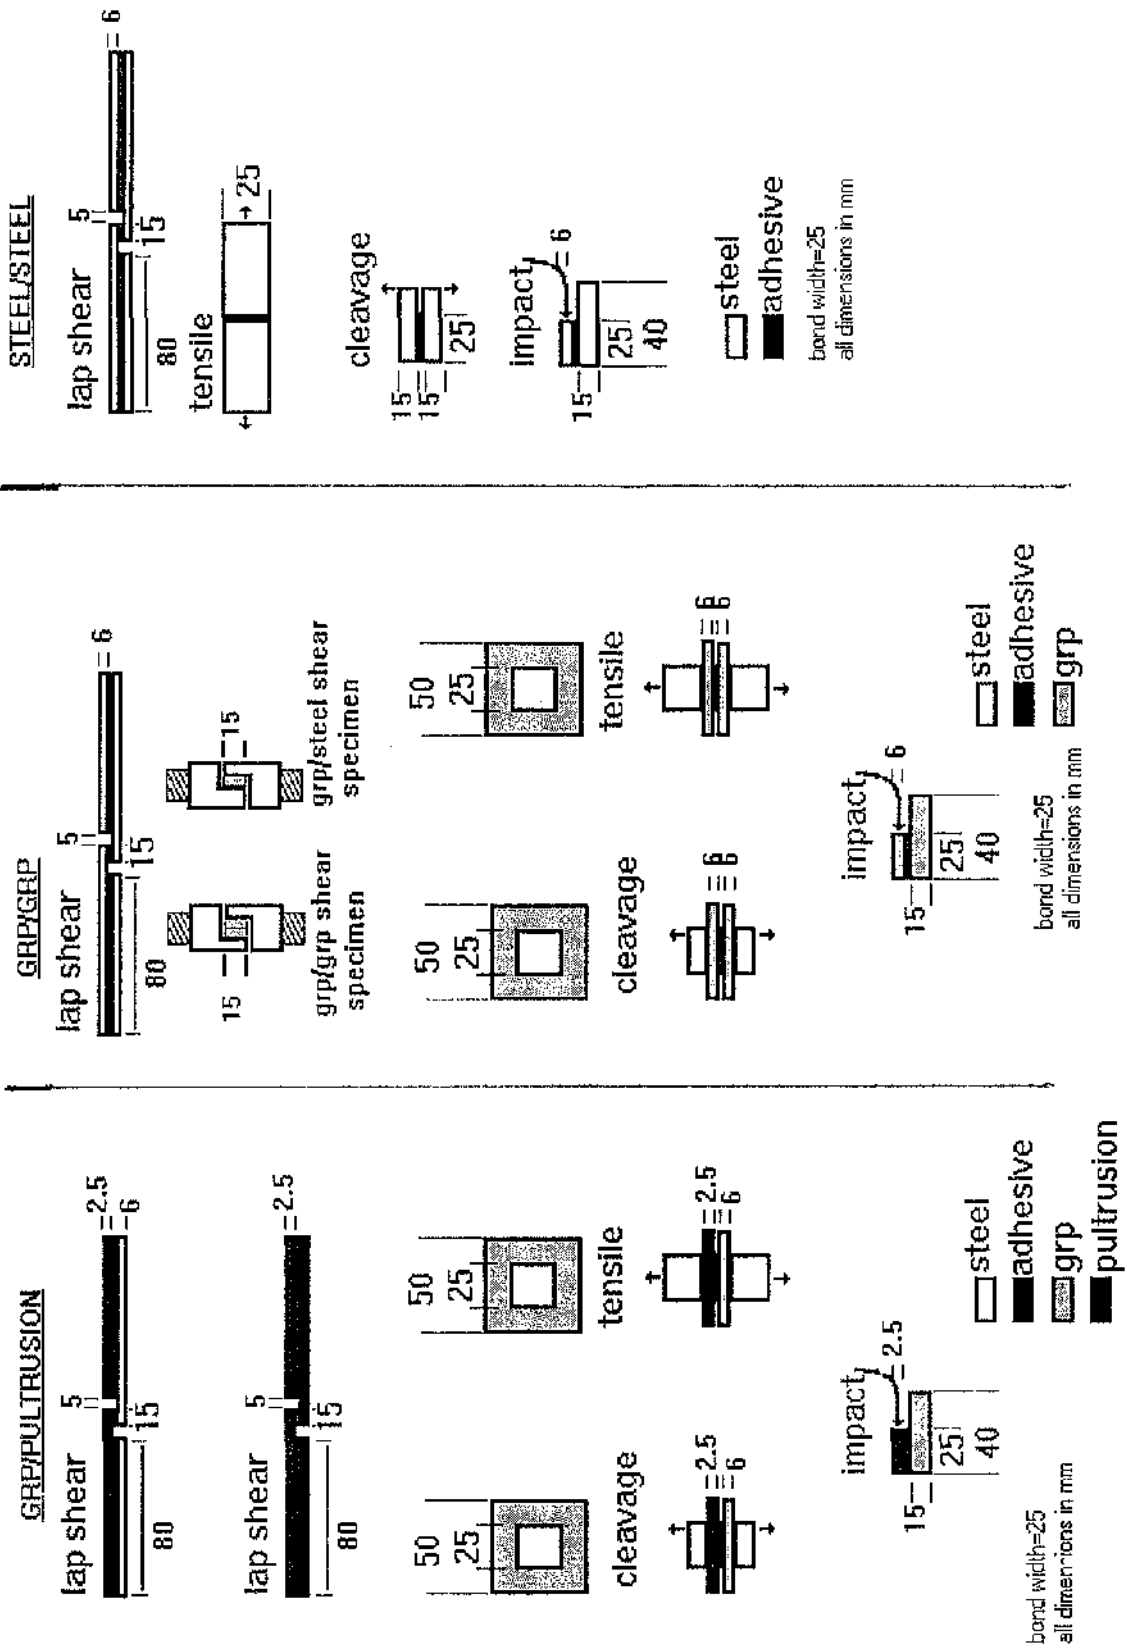 STEEL/STEEL
lap shear
5
15
80
6
tensile
25
cleavage
15
15
25
impact
6
15
25
40
steel
adhesive
bond width=25
all dimensions in mm
GRP/GRP
lap shear
5
15
80
6
15
grp/grp shear
specimen
15
grp/steel shear
specimen
50
25
cleavage
6
6
50
25
tensile
6
6
impact
6
15
25
40
steel
adhesive
grp
bond width=25
all dimensions in mm
GRP/PULTRUSION
lap shear
5
15
80
2.5
6
lap shear
5
15
80
2.5
50
25
cleavage
2.5
6
50
25
tensile
2.5
6
impact
2.5
15
25
40
steel
adhesive
grp
pultrusion
bond width=25
all dimensions in mm